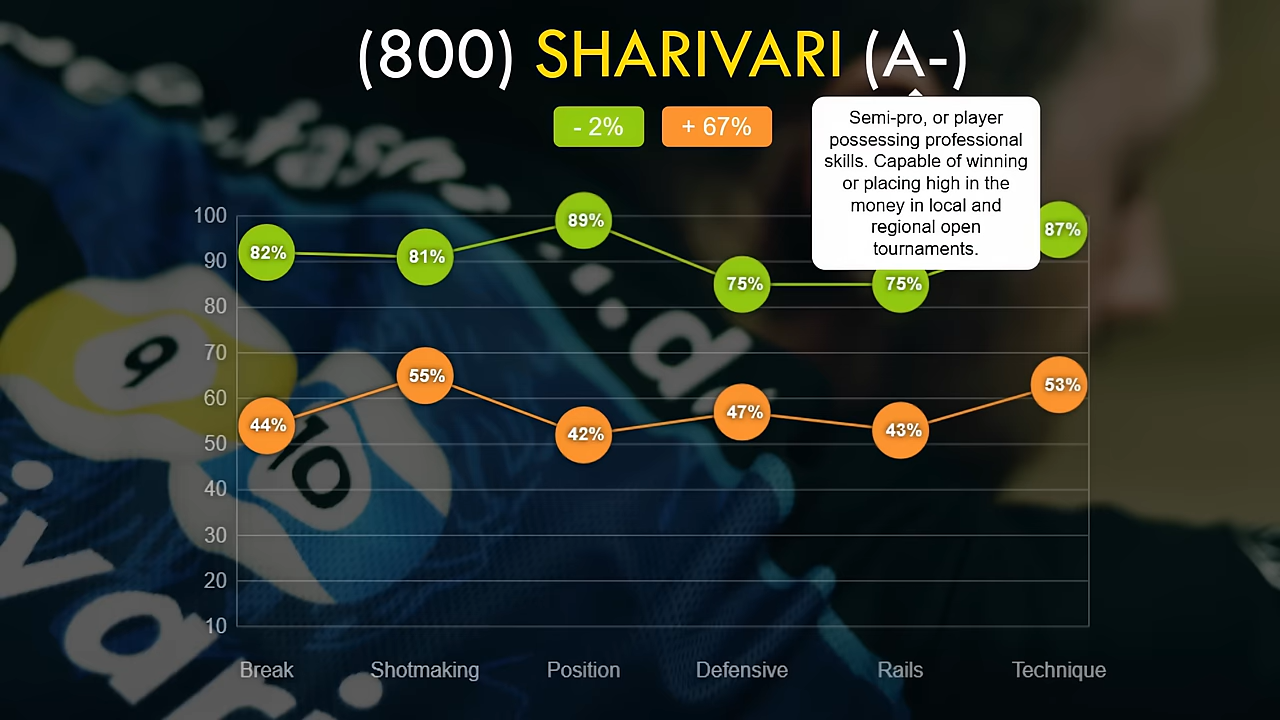 (800) SHARIVARI (A-)
- 2% + 67%
Semi-pro, or player
possessing professional
skills. Capable of winning
or placing high in the
money in local and
regional open
tournaments.
100
90
80
70
60
50
40
30
20
10
82% 81% 89% 75% 75% 87%
44% 55% 42% 47% 43% 53%
Break Shotmaking Position Defensive Rails Technique
9
10